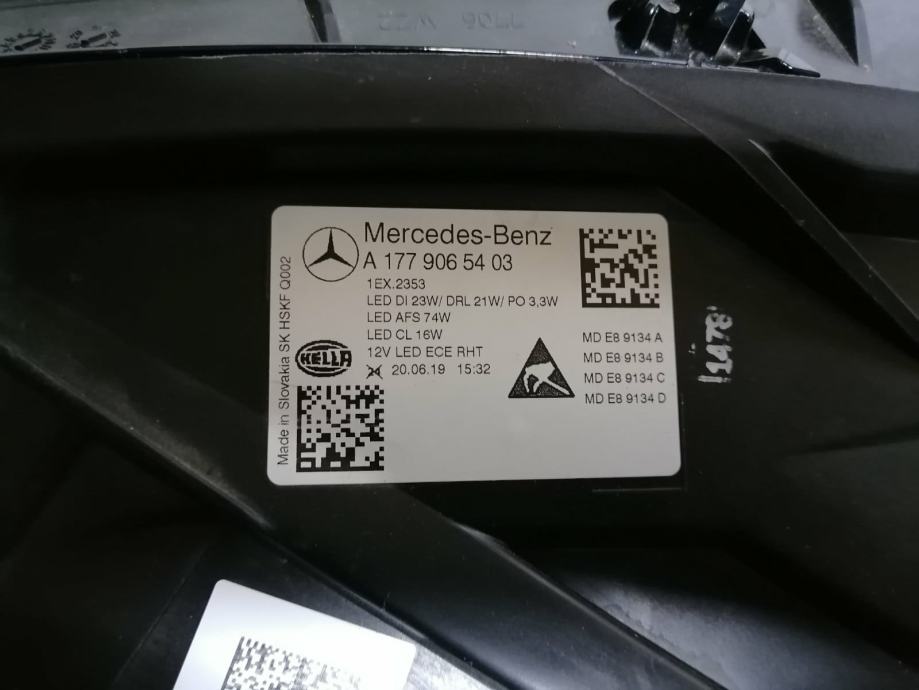 Mercedes-Benz
A 177 906 54 03
1EX.2353
LED DI 23W/ DRL 21W/ PO 3,3W
LED AFS 74W
LED CL 16W
12V LED ECE RHT
20.06.19 15:32
HELLA
Made in Slovakia SK HSKF Q002
MD E8 9134 A
MD E8 9134 B
MD E8 9134 C
MD E8 9134 D